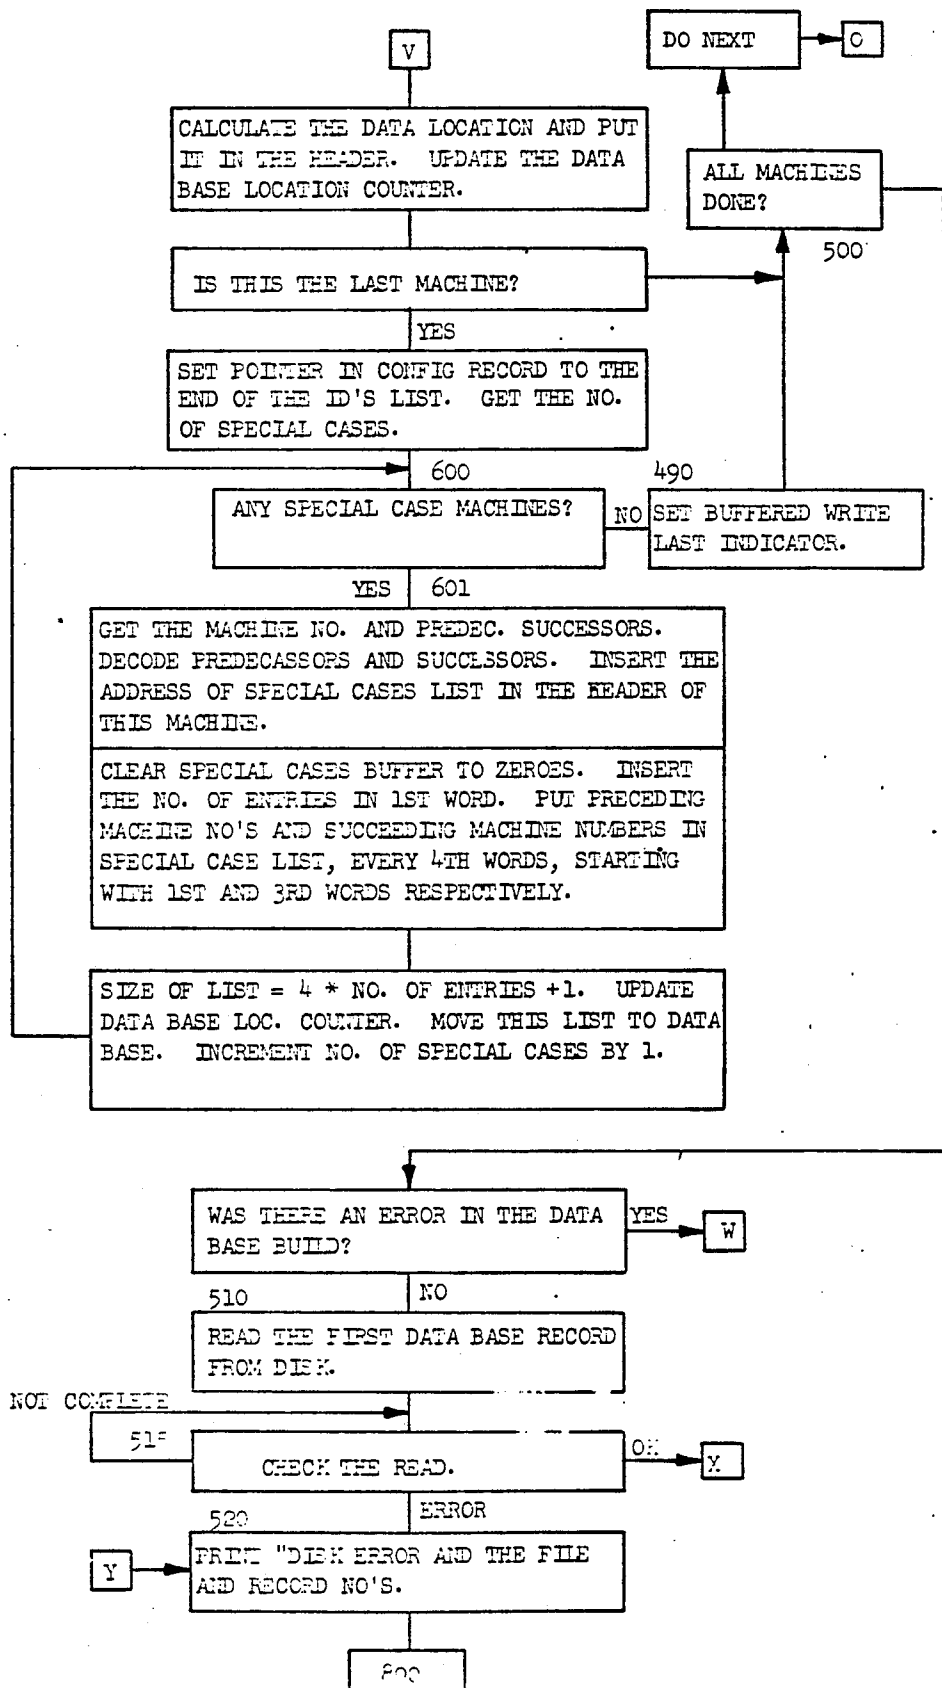 V
DO NEXT
O
CALCULATE THE DATA LOCATION AND PUT
IT IN THE HEADER. UPDATE THE DATA
BASE LOCATION COUNTER.
ALL MACHINES
DONE?
500
IS THIS THE LAST MACHINE?
YES
SET POINTER IN CONFIG RECORD TO THE
END OF THE ID'S LIST. GET THE NO.
OF SPECIAL CASES.
600
490
ANY SPECIAL CASE MACHINES?
NO
SET BUFFERED WRITE
LAST INDICATOR.
YES
601
GET THE MACHINE NO. AND PREDEC. SUCCESSORS.
DECODE PREDECASSORS AND SUCCESSORS. INSERT THE
ADDRESS OF SPECIAL CASES LIST IN THE HEADER OF
THIS MACHINE.
CLEAR SPECIAL CASES BUFFER TO ZEROES. INSERT
THE NO. OF ENTRIES IN 1ST WORD. PUT PRECEDING
MACHINE NO'S AND SUCCEEDING MACHINE NUMBERS IN
SPECIAL CASE LIST, EVERY 4TH WORDS, STARTING
WITH 1ST AND 3RD WORDS RESPECTIVELY.
SIZE OF LIST = 4 * NO. OF ENTRIES +1. UPDATE
DATA BASE LOC. COUNTER. MOVE THIS LIST TO DATA
BASE. INCREMENT NO. OF SPECIAL CASES BY 1.
WAS THERE AN ERROR IN THE DATA
BASE BUILD?
YES
W
510
NO
READ THE FIRST DATA BASE RECORD
FROM DISK.
NOT COMPLETE
515
CHECK THE READ.
OK
X
520
ERROR
Y
PRINT "DISK ERROR AND THE FILE
AND RECORD NO'S.
800